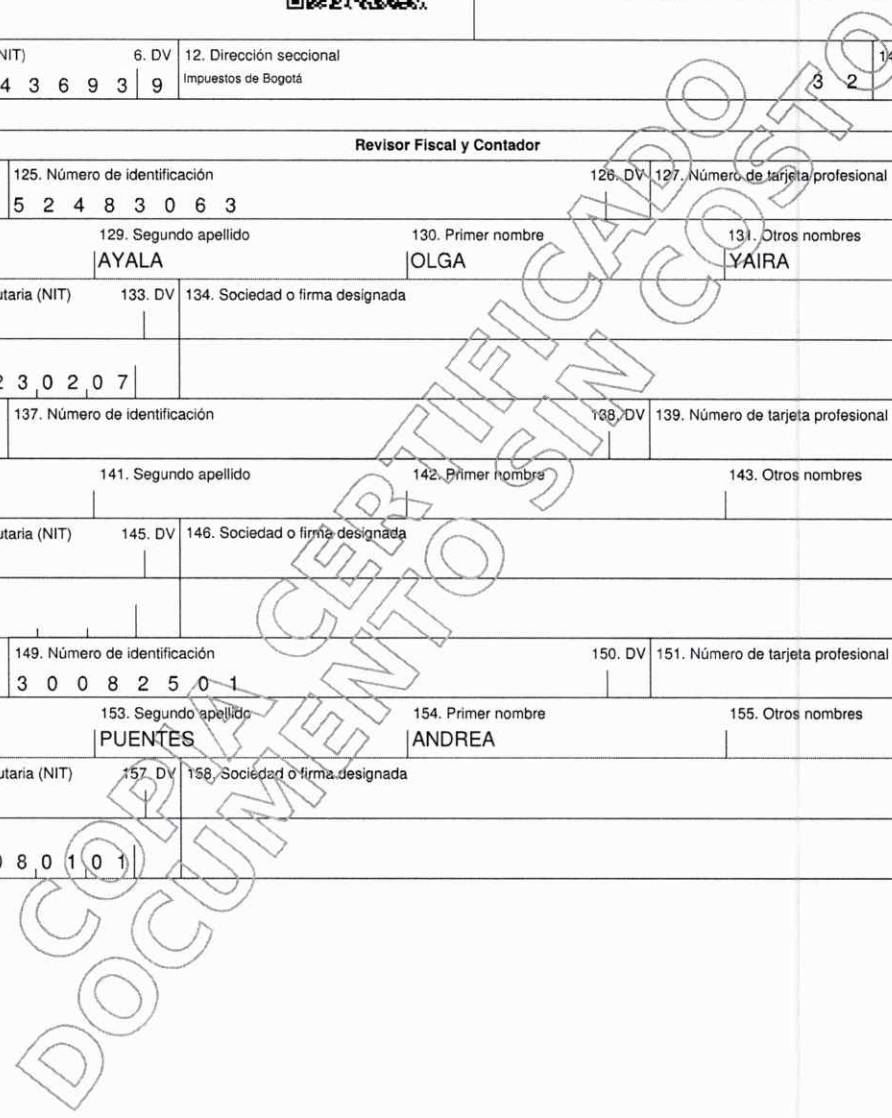 NIT) 6. DV 12. Dirección seccional 14
4 3 6 9 3 9 Impuestos de Bogotá 3 2
Revisor Fiscal y Contador
125. Número de identificación 126. DV 127. Número de tarjeta profesional
5 2 4 8 3 0 6 3
129. Segundo apellido 130. Primer nombre 131. Otros nombres
AYALA OLGA YAIRA
utaria (NIT) 133. DV 134. Sociedad o firma designada
2 3 0 2 0 7
137. Número de identificación 138. DV 139. Número de tarjeta profesional
141. Segundo apellido 142. Primer nombre 143. Otros nombres
utaria (NIT) 145. DV 146. Sociedad o firma designada
149. Número de identificación 150. DV 151. Número de tarjeta profesional
3 0 0 8 2 5 0 1
153. Segundo apellido 154. Primer nombre 155. Otros nombres
PUENTES ANDREA
utaria (NIT) 157. DV 158. Sociedad o firma designada
8 0 1 0 1
COPIA CERTIFICADO
DOCUMENTO SIN COSTO